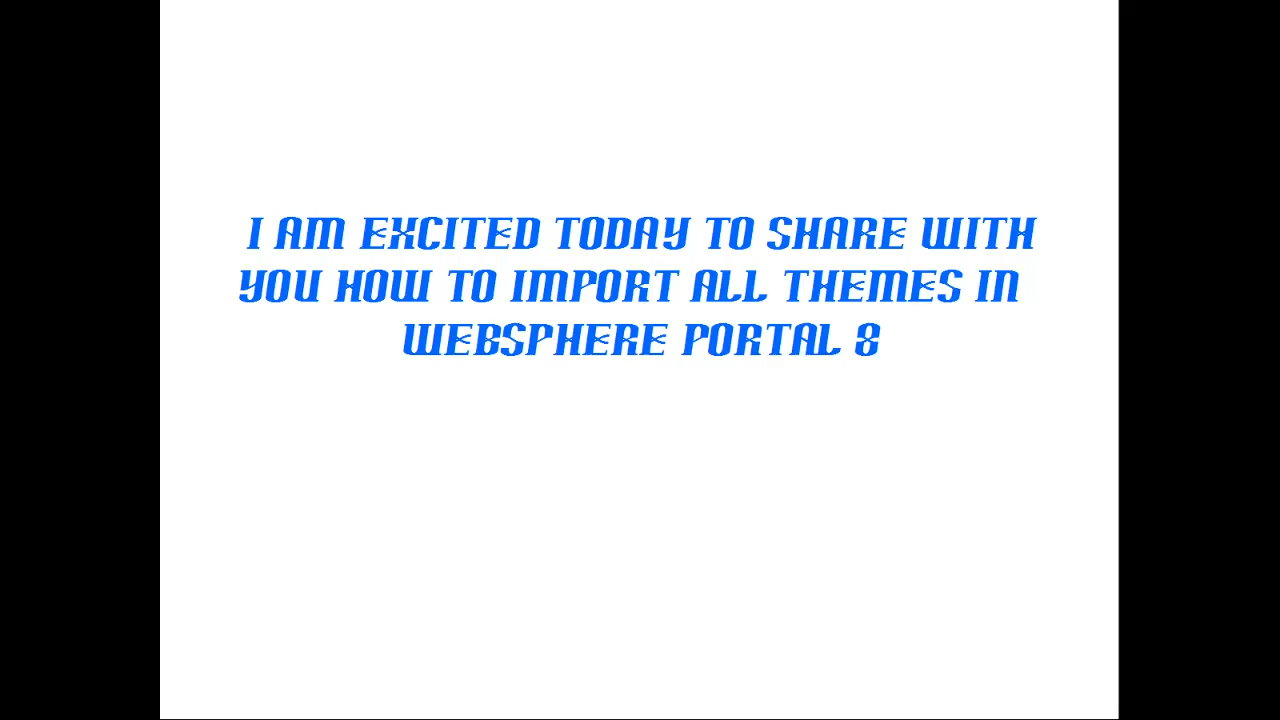 I AM EXCITED TODAY TO SHARE WITH
YOU HOW TO IMPORT ALL THEMES IN
WEBSPHERE PORTAL 8